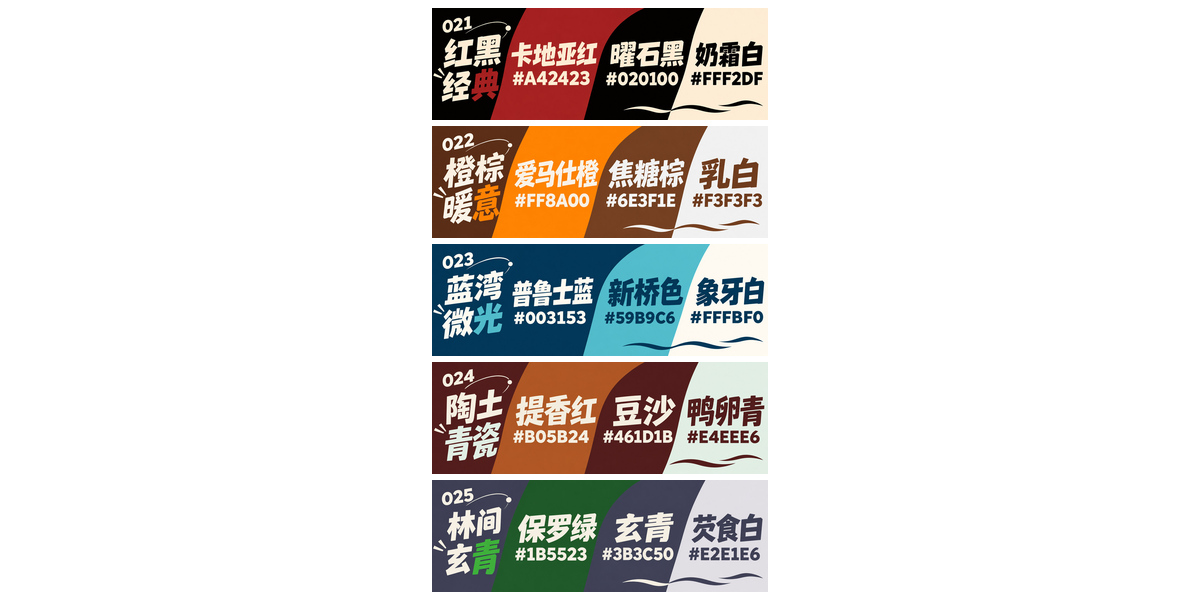 021
红黑
经典
卡地亚红
#A42423
曜石黑
#020100
奶霜白
#FFF2DF
022
橙棕
暖意
爱马仕橙
#FF8A00
焦糖棕
#6E3F1E
乳白
#F3F3F3
023
蓝湾
微光
普鲁士蓝
#003153
新桥色
#59B9C6
象牙白
#FFFBF0
024
陶土
青瓷
提香红
#B05B24
豆沙
#461D1B
鸭卵青
#E4EEE6
025
林间
玄青
保罗绿
#1B5523
玄青
#3B3C50
芡食白
#E2E1E6